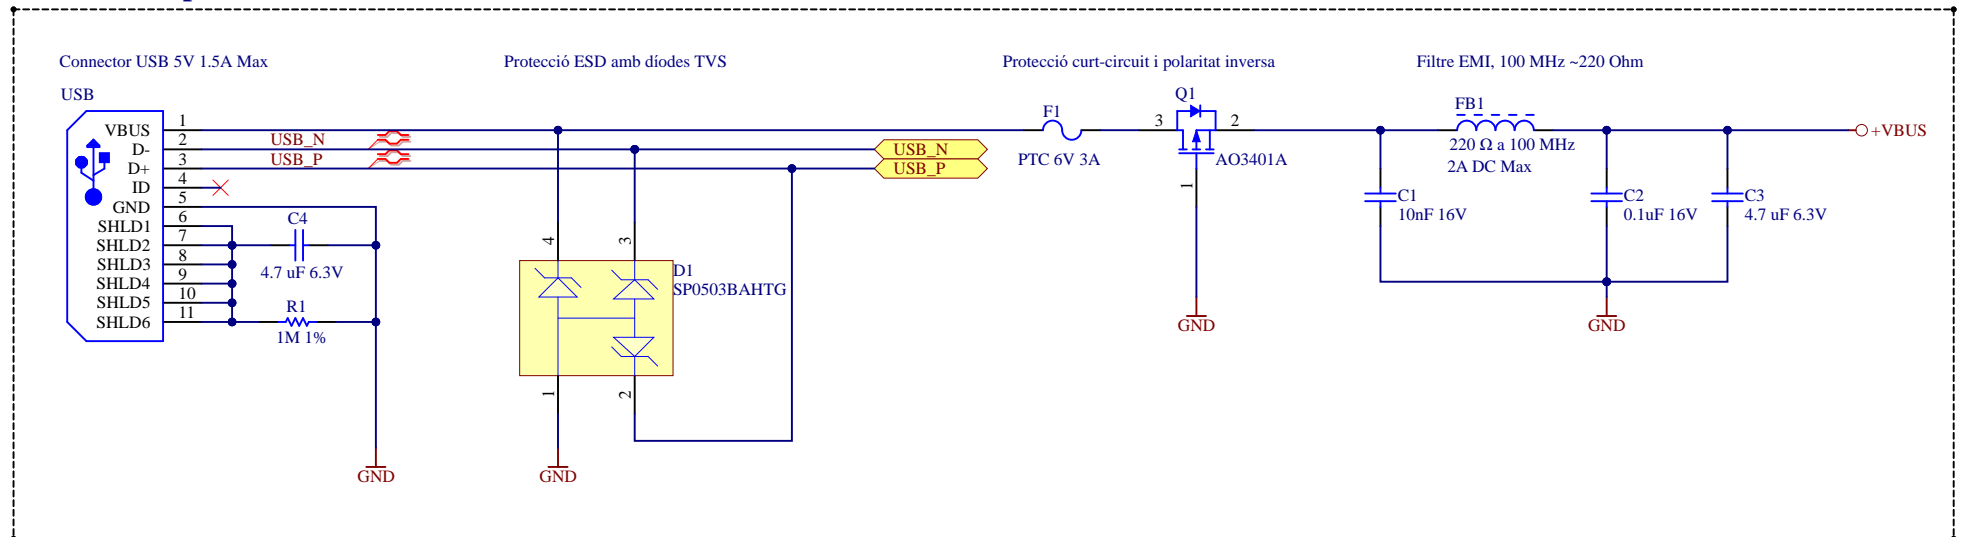 Connector USB 5V 1.5A Max
Protecció ESD amb díodes TVS
Protecció curt-circuit i polaritat inversa
Filtre EMI, 100 MHz ~220 Ohm
USB
VBUS 1
D- 2
D+ 3
ID 4
GND 5
SHLD1 6
SHLD2 7
SHLD3 8
SHLD4 9
SHLD5 10
SHLD6 11
USB_N
USB_P
C4
4.7 uF 6.3V
R1
1M 1%
GND
4
3
D1
SP0503BAHTG
1
2
GND
USB_N
USB_P
F1
PTC 6V 3A
Q1
3
2
AO3401A
1
GND
FB1
220 Ω a 100 MHz
2A DC Max
C1
10nF 16V
C2
0.1uF 16V
C3
4.7 uF 6.3V
GND
+VBUS